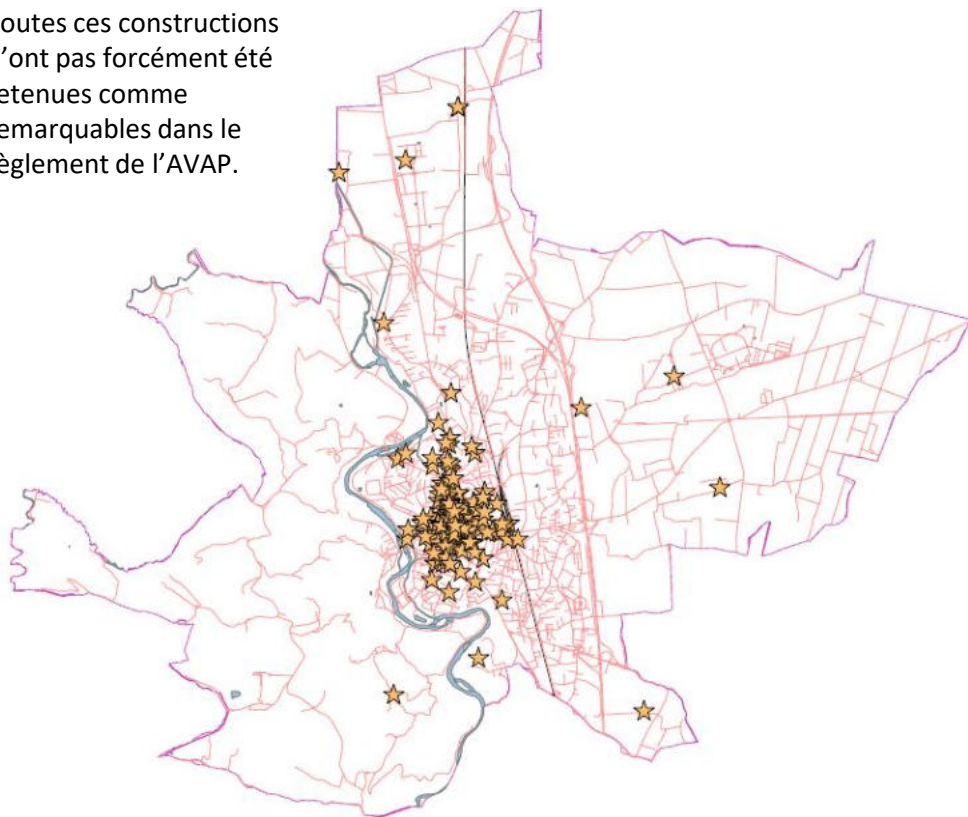 outes ces constructions
'ont pas forcément été
etenues comme
emarquables dans le
èglement de l'AVAP.